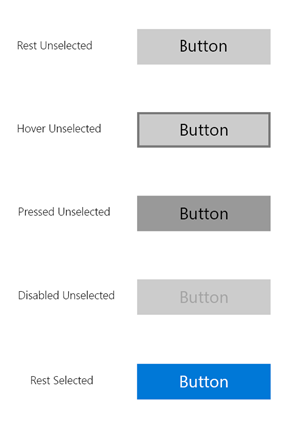 Rest Unselected Button
Hover Unselected Button
Pressed Unselected Button
Disabled Unselected Button
Rest Selected Button